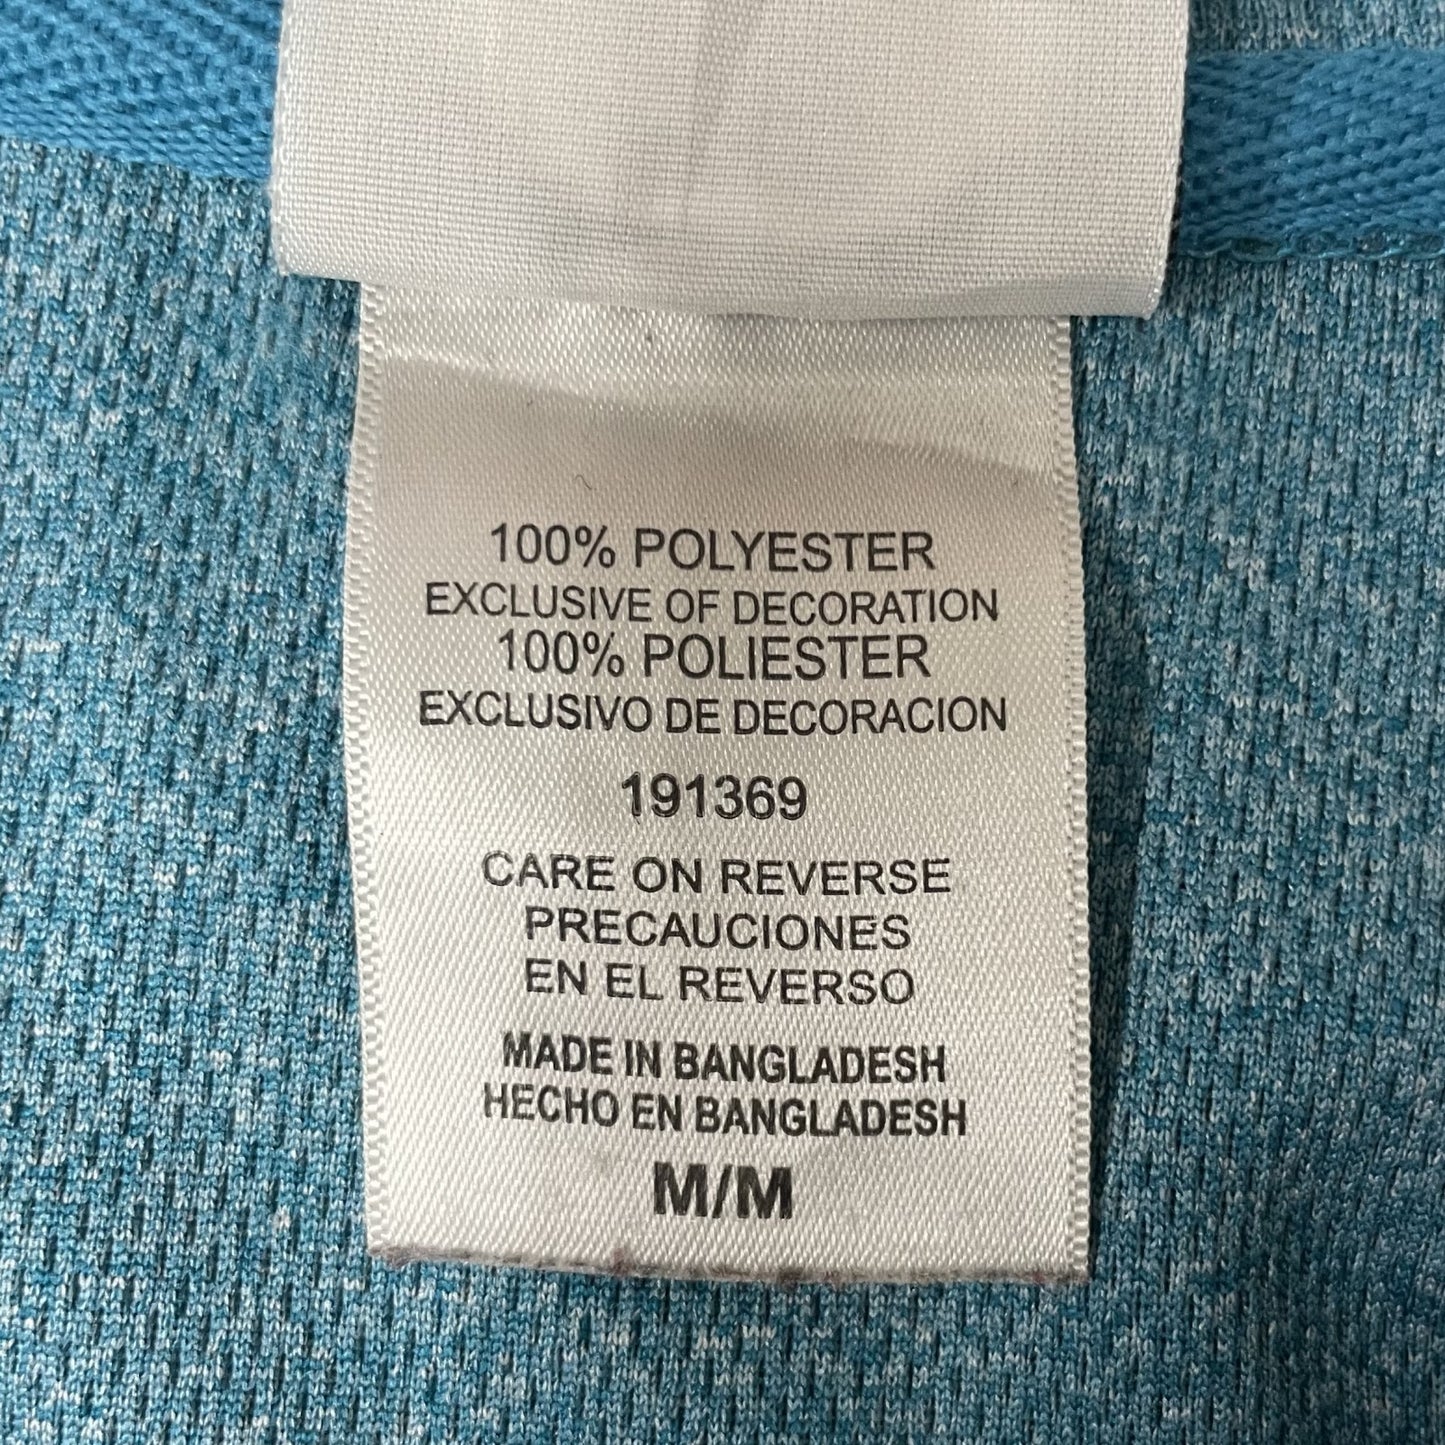 100% POLYESTER
EXCLUSIVE OF DECORATION
100% POLIESTER
EXCLUSIVO DE DECORACION
191369
CARE ON REVERSE
PRECAUCIONES
EN EL REVERSO
MADE IN BANGLADESH
HECHO EN BANGLADESH
M/M